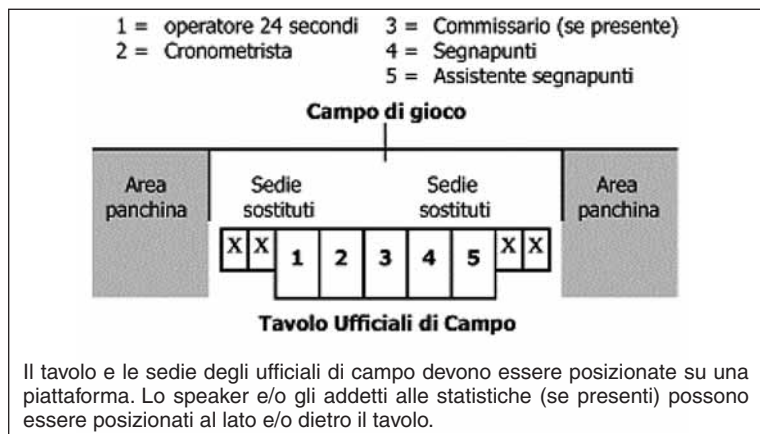 1 = operatore 24 secondi 3 = Commissario (se presente)
2 = Cronometrista 4 = Segnapunti
5 = Assistente segnapunti
Campo di gioco
Area panchina
Sedie sostituti
Sedie sostituti
Area panchina
X X 1 2 3 4 5 X X
Tavolo Ufficiali di Campo
Il tavolo e le sedie degli ufficiali di campo devono essere posizionate su una
piattaforma. Lo speaker e/o gli addetti alle statistiche (se presenti) possono
essere posizionati al lato e/o dietro il tavolo.